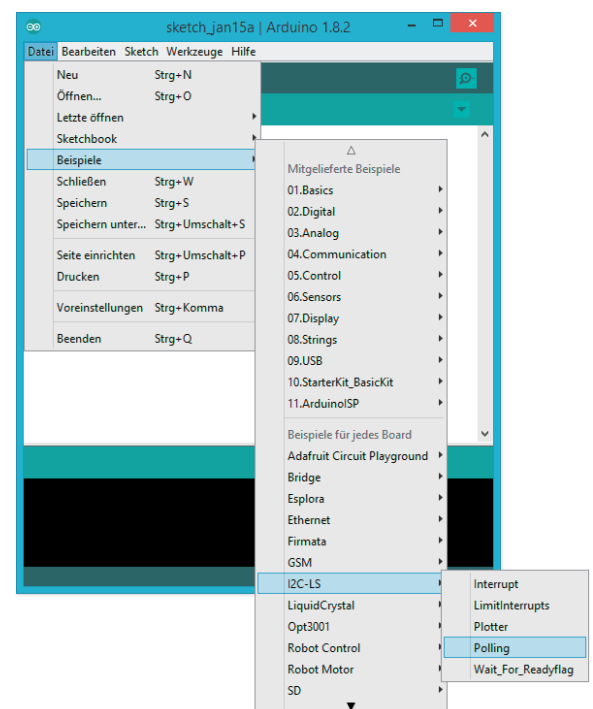 sketch_jan15a | Arduino 1.8.2
Datei Bearbeiten Sketch Werkzeuge Hilfe
Neu Strg+N
Öffnen... Strg+O
Letzte öffnen
Sketchbook
Beispiele
Schließen Strg+W
Speichern Strg+S
Speichern unter... Strg+Umschalt+S
Seite einrichten Strg+Umschalt+P
Drucken Strg+P
Voreinstellungen Strg+Komma
Beenden Strg+Q
Mitgelieferte Beispiele
01.Basics
02.Digital
03.Analog
04.Communication
05.Control
06.Sensors
07.Display
08.Strings
09.USB
10.StarterKit_BasicKit
11.ArduinoISP
Beispiele für jedes Board
Adafruit Circuit Playground
Bridge
Esplora
Ethernet
Firmata
GSM
I2C-LS
LiquidCrystal
Opt3001
Robot Control
Robot Motor
SD
Interrupt
LimitInterrupts
Plotter
Polling
Wait_For_Readyflag